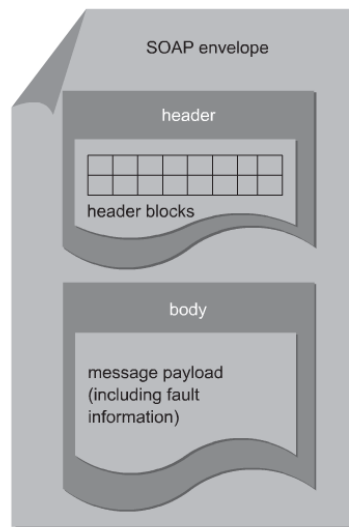 SOAP envelope
header
header blocks
body
message payload
(including fault
information)